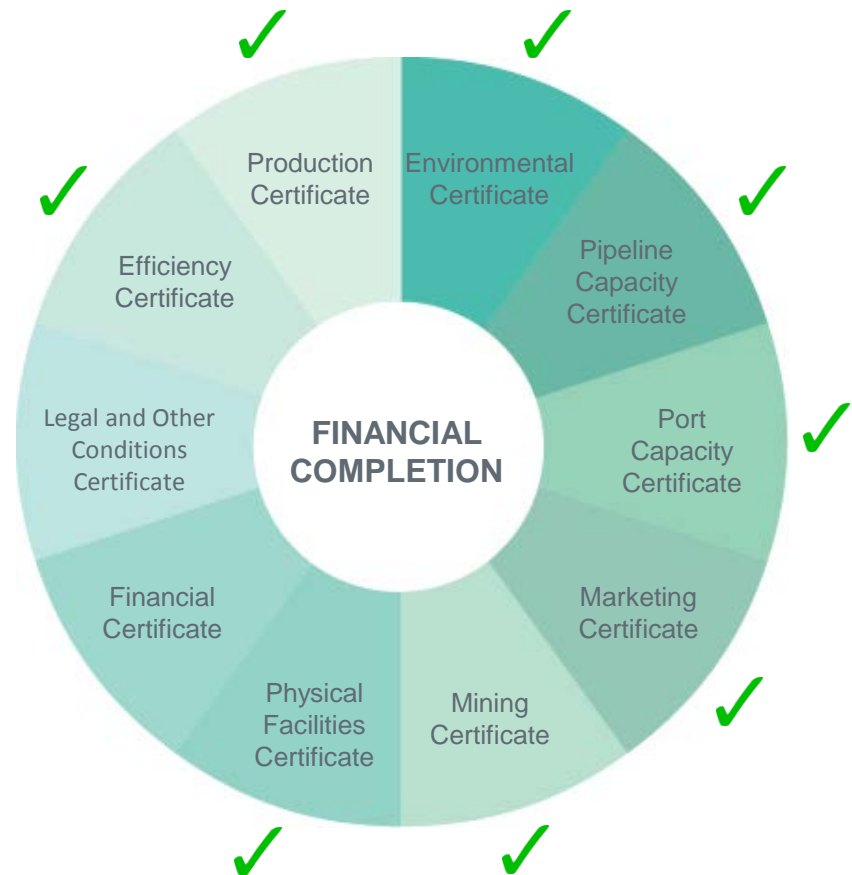 Production
Certificate
Environmental
Certificate
Pipeline
Capacity
Certificate
Port
Capacity
Certificate
Marketing
Certificate
Mining
Certificate
Physical
Facilities
Certificate
Financial
Certificate
Legal and Other
Conditions
Certificate
Efficiency
Certificate
FINANCIAL
COMPLETION